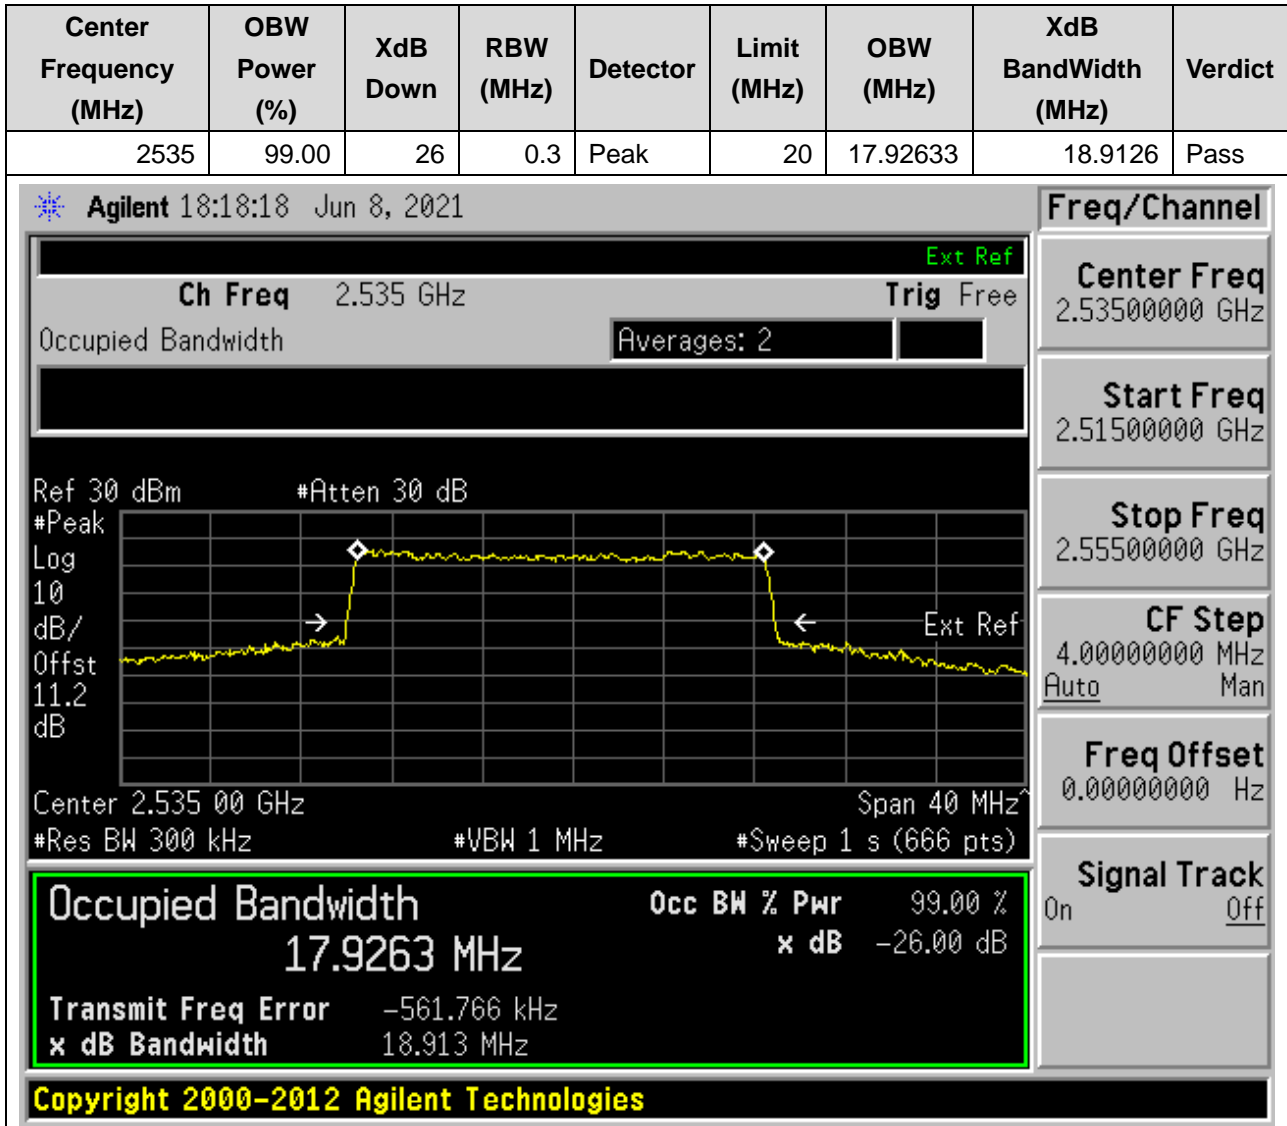 Center Frequency (MHz) OBW Power (%) XdB Down RBW (MHz) Detector Limit (MHz) OBW (MHz) XdB BandWidth (MHz) Verdict
2535 99.00 26 0.3 Peak 20 17.92633 18.9126 Pass
Agilent 18:18:18 Jun 8, 2021
Ext Ref
Ch Freq 2.535 GHz Trig Free
Occupied Bandwidth Averages: 2
Ref 30 dBm #Atten 30 dB
#Peak
Log
10
dB/
Offst
11.2
dB
Ext Ref
Center 2.535 00 GHz Span 40 MHz^
#Res BW 300 kHz #VBW 1 MHz #Sweep 1 s (666 pts)
Occupied Bandwidth Occ BW % Pwr 99.00 %
17.9263 MHz x dB -26.00 dB
Transmit Freq Error -561.766 kHz
x dB Bandwidth 18.913 MHz
Copyright 2000-2012 Agilent Technologies
Freq/Channel
Center Freq
2.53500000 GHz
Start Freq
2.51500000 GHz
Stop Freq
2.55500000 GHz
CF Step
4.00000000 MHz
Auto Man
Freq Offset
0.00000000 Hz
Signal Track
On Off